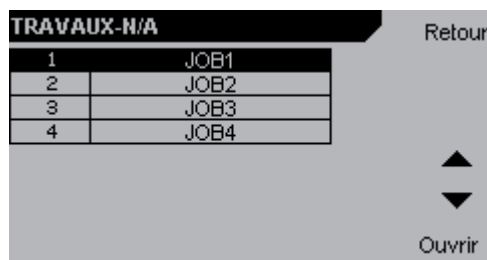 TRAVAUX-N/A
Retour
1 JOB1
2 JOB2
3 JOB3
4 JOB4
Ouvrir